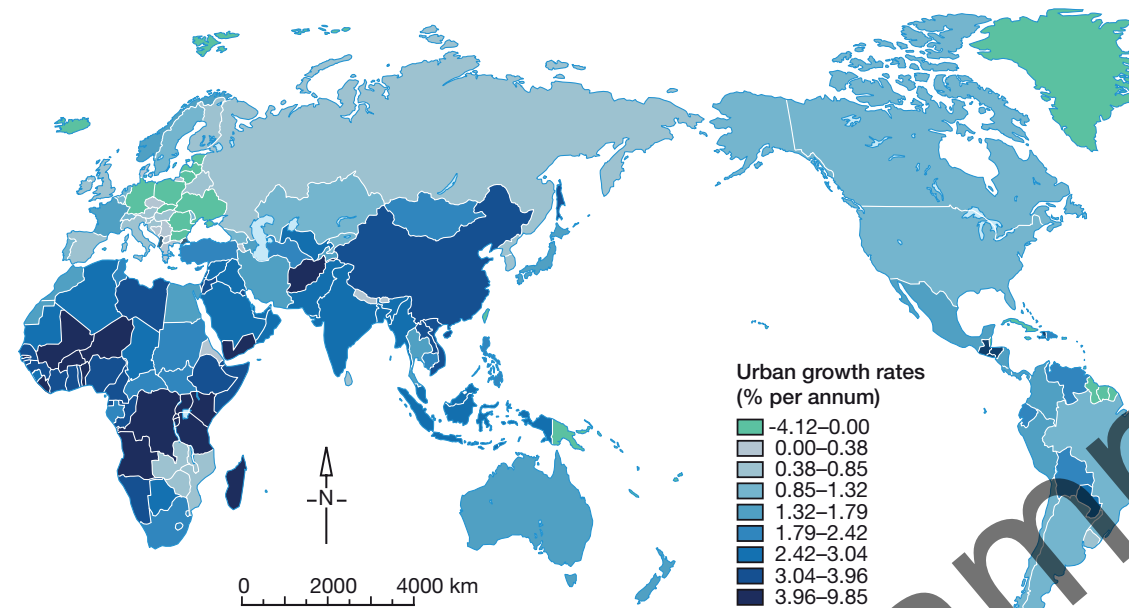 Urban growth rates
(% per annum)
-4.12–0.00
0.00–0.38
0.38–0.85
0.85–1.32
1.32–1.79
1.79–2.42
2.42–3.04
3.04–3.96
3.96–9.85
N
0 2000 4000 km